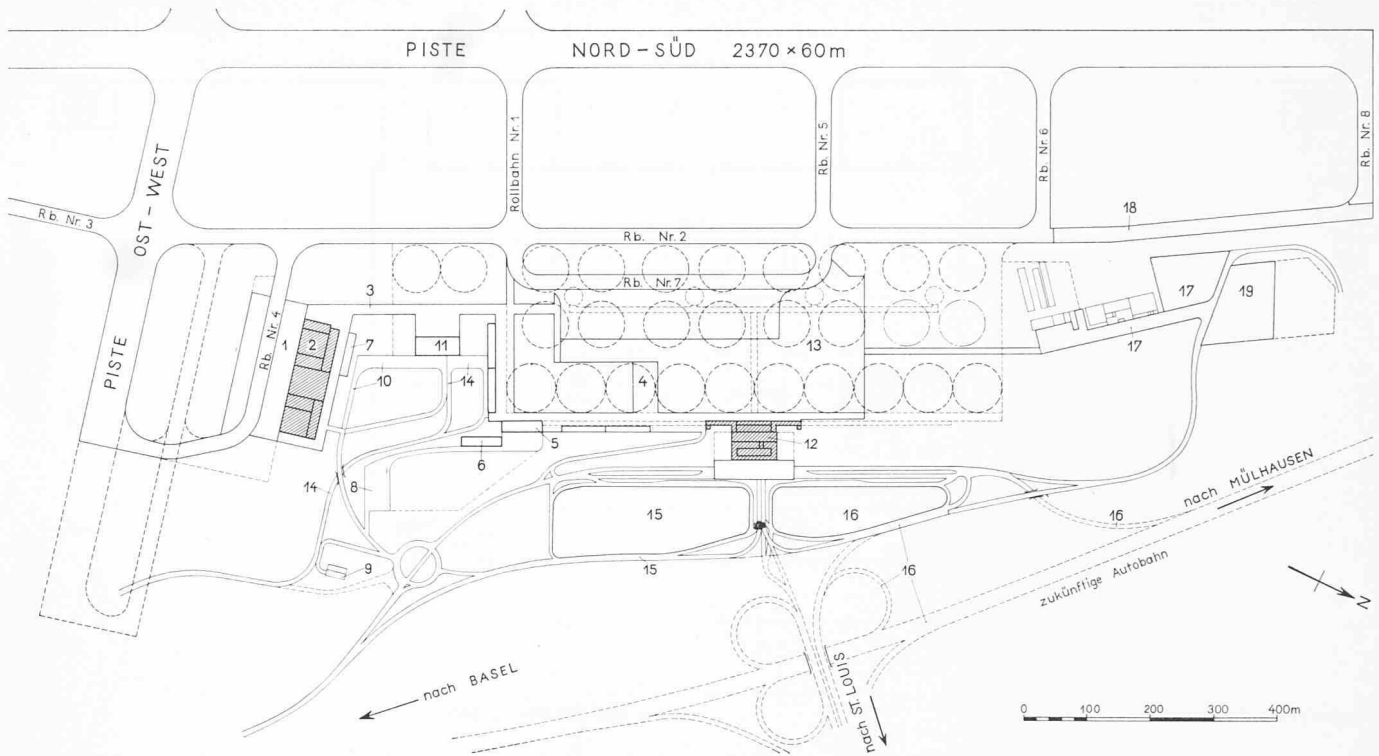 PISTE NORD-SÜD 2370 × 60m
Rollbahn Nr. 1
Rb. Nr. 5
Rb. Nr. 6
Rb. Nr. 8
Rb. Nr. 3
PISTE OST-WEST
Rb. Nr. 2
Rb. Nr. 7
Rb. Nr. 4
18
17
19
17
3
1
2
7
11
13
10
14
4
5
6
12
14
8
15
16
16
9
15
16
nach MÜLHAUSEN
zukünftige Autobahn
N
nach BASEL
nach ST. LOUIS
0 100 200 300 400m